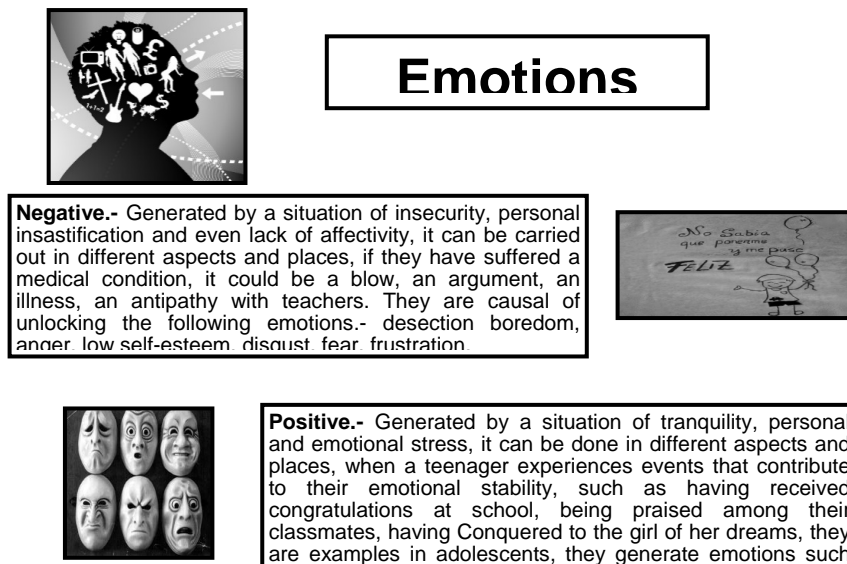 Emotions
Negative.- Generated by a situation of insecurity, personal
insastification and even lack of affectivity, it can be carried
out in different aspects and places, if they have suffered a
medical condition, it could be a blow, an argument, an
illness, an antipathy with teachers. They are causal of
unlocking the following emotions.- desection boredom,
anger, low self-esteem, disgust, fear, frustration.
No Sabía
que ponerme
y me puse
FELIZ
Positive.- Generated by a situation of tranquility, personal
and emotional stress, it can be done in different aspects and
places, when a teenager experiences events that contribute
to their emotional stability, such as having received
congratulations at school, being praised among their
classmates, having Conquered to the girl of her dreams, they
are examples in adolescents, they generate emotions such